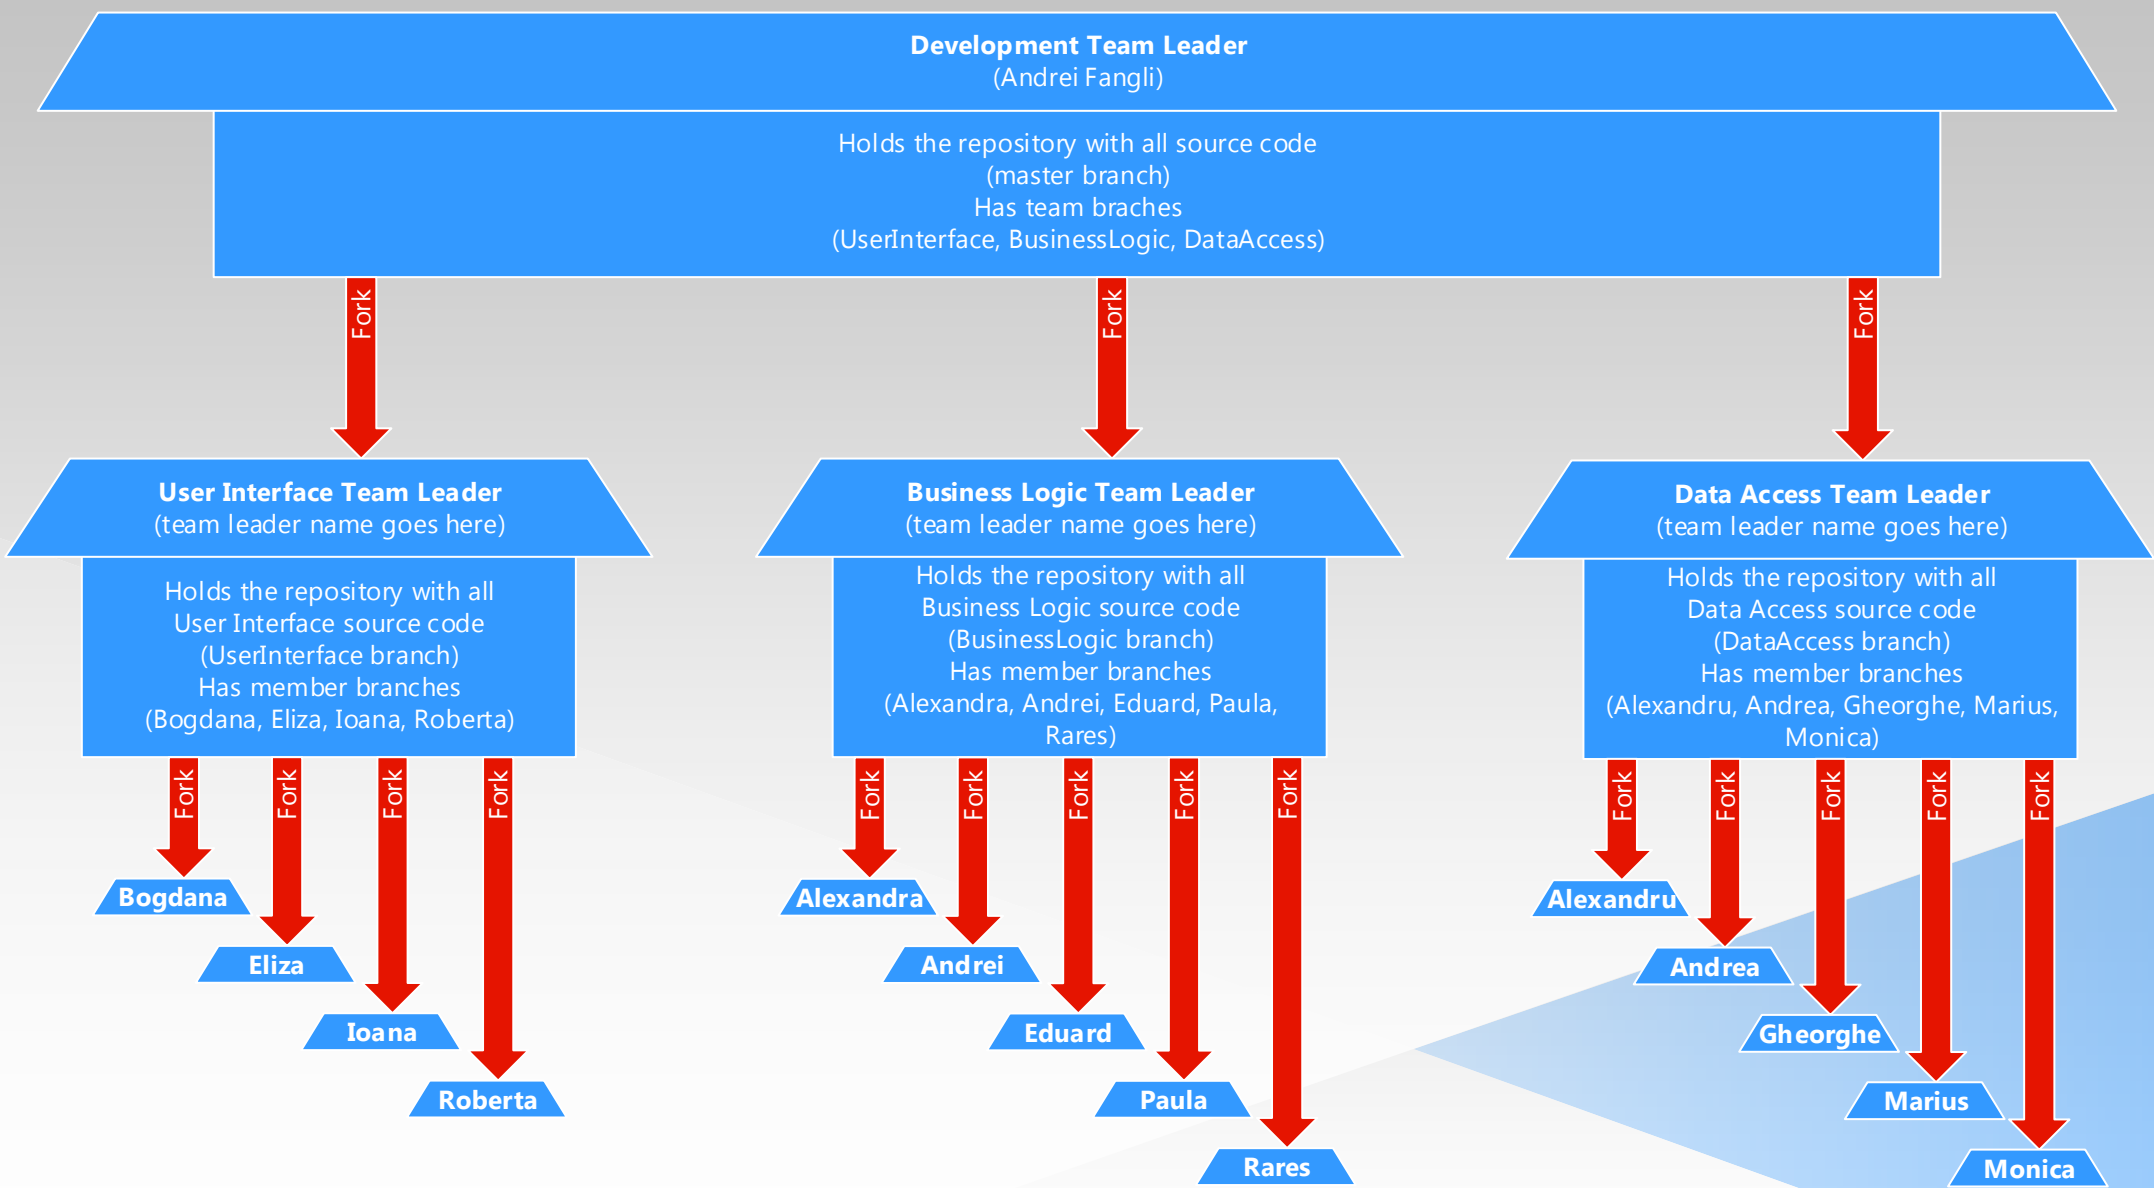 Development Team Leader
(Andrei Fangli)
Holds the repository with all source code
(master branch)
Has team braches
(UserInterface, BusinessLogic, DataAccess)
Fork
Fork
Fork
User Interface Team Leader
(team leader name goes here)
Holds the repository with all
User Interface source code
(UserInterface branch)
Has member branches
(Bogdana, Eliza, Ioana, Roberta)
Fork
Fork
Fork
Fork
Bogdana
Eliza
Ioana
Roberta
Business Logic Team Leader
(team leader name goes here)
Holds the repository with all
Business Logic source code
(BusinessLogic branch)
Has member branches
(Alexandra, Andrei, Eduard, Paula,
Rares)
Fork
Fork
Fork
Fork
Fork
Alexandra
Andrei
Eduard
Paula
Rares
Data Access Team Leader
(team leader name goes here)
Holds the repository with all
Data Access source code
(DataAccess branch)
Has member branches
(Alexandru, Andrea, Gheorghe, Marius,
Monica)
Fork
Fork
Fork
Fork
Fork
Alexandru
Andrea
Gheorghe
Marius
Monica